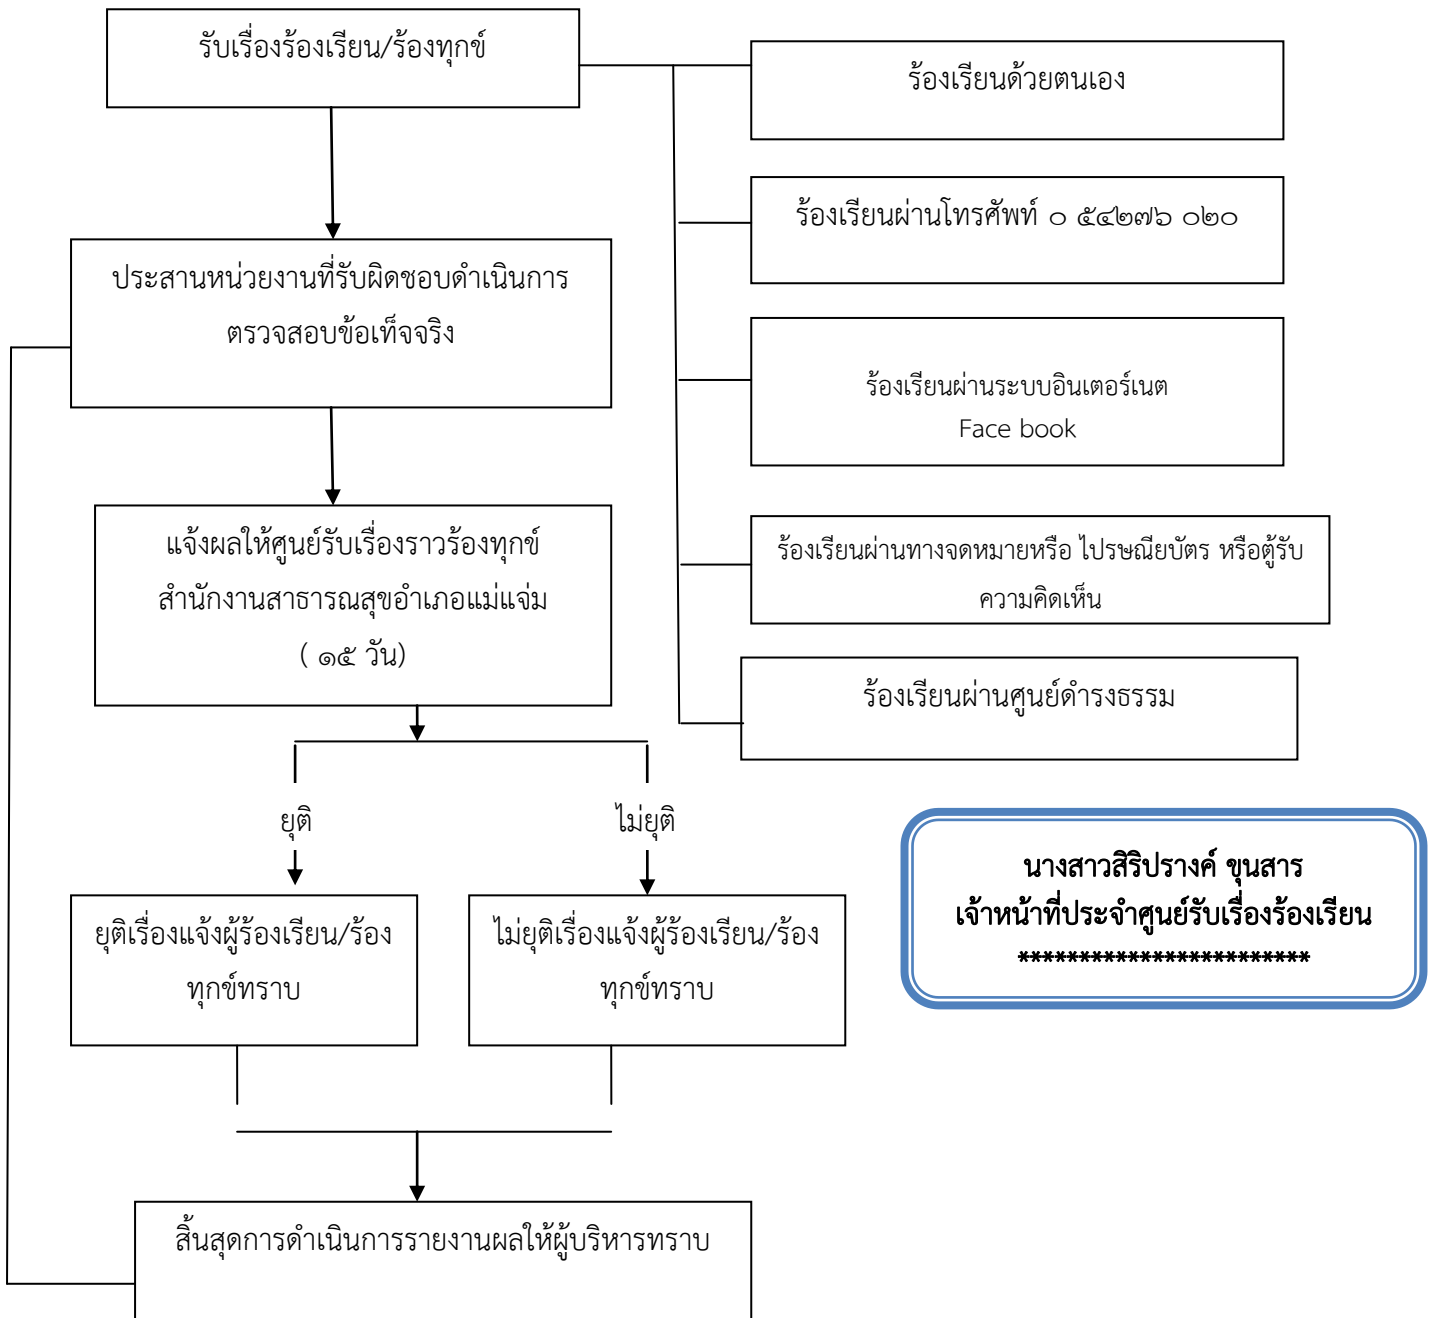 รับเรื่องร้องเรียน/ร้องทุกข์
ร้องเรียนด้วยตนเอง
ร้องเรียนผ่านโทรศัพท์ ๐ ๕๔๒๗๖ ๐๒๐
ประสานหน่วยงานที่รับผิดชอบดำเนินการ
ตรวจสอบข้อเท็จจริง
ร้องเรียนผ่านระบบอินเตอร์เนต
Face book
แจ้งผลให้ศูนย์รับเรื่องราวร้องทุกข์
สำนักงานสาธารณสุขอำเภอแม่แจ่ม
( ๑๕ วัน)
ร้องเรียนผ่านทางจดหมายหรือ ไปรษณียบัตร หรือตู้รับ
ความคิดเห็น
ร้องเรียนผ่านศูนย์ดำรงธรรม
ยุติ
ไม่ยุติ
ยุติเรื่องแจ้งผู้ร้องเรียน/ร้อง
ทุกข์ทราบ
ไม่ยุติเรื่องแจ้งผู้ร้องเรียน/ร้อง
ทุกข์ทราบ
นางสาวสิริปรางค์ ขุนสาร
เจ้าหน้าที่ประจำศูนย์รับเรื่องร้องเรียน
************************
สิ้นสุดการดำเนินการรายงานผลให้ผู้บริหารทราบ